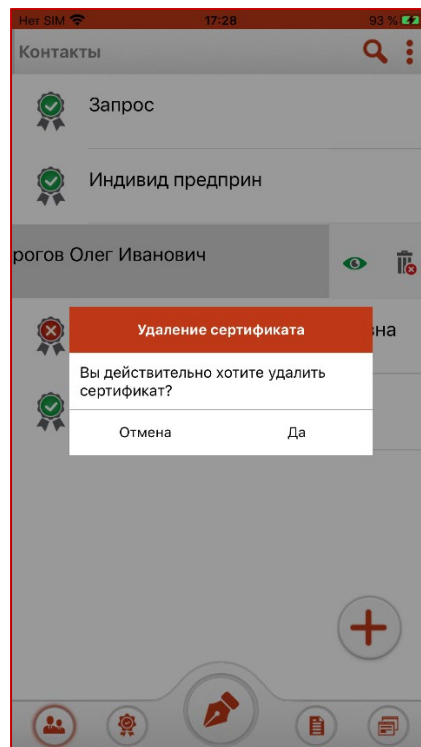 Нет SIM 17:28 93 %
Контакты
Запрос
Индивид предприн
рогов Олег Иванович
Удаление сертификата
вна
Вы действительно хотите удалить
сертификат?
Отмена Да